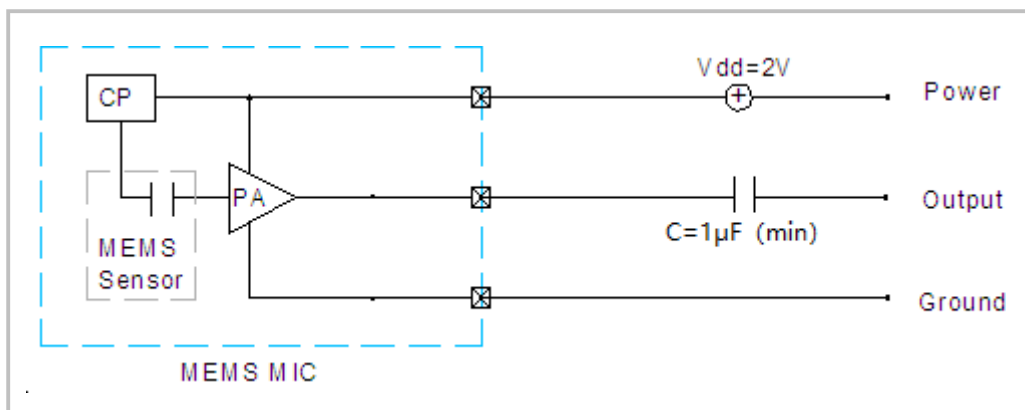 Vdd=2V
CP
Power
PA
Output
C=1μF (min)
MEMS
Sensor
Ground
MEMS MIC